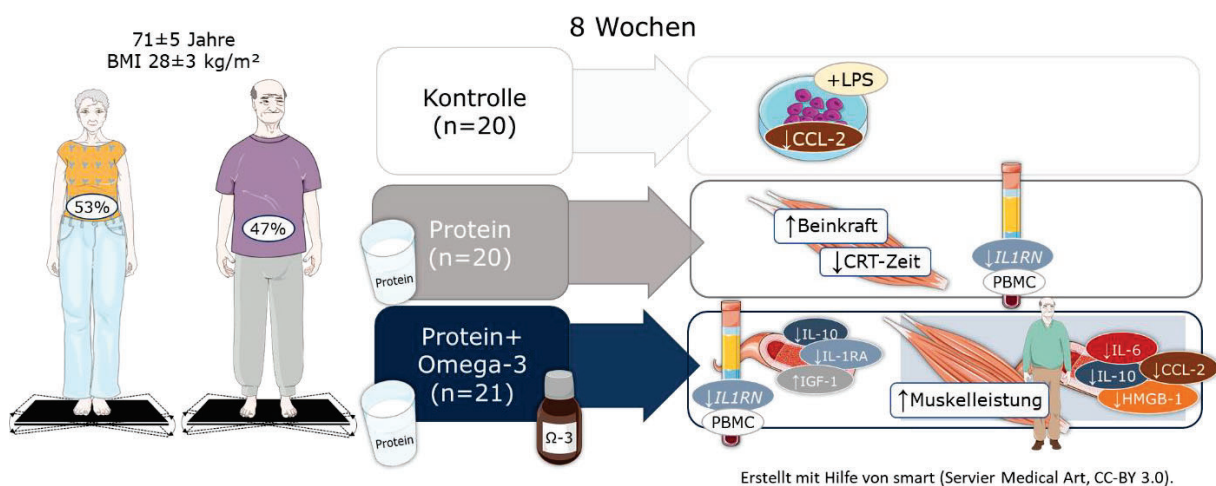 8 Wochen
71±5 Jahre
BMI 28±3 kg/m²
53%
47%
Kontrolle
(n=20)
+LPS
↓CCL-2
Protein
(n=20)
Protein
↑Beinkraft
↓CRT-Zeit
↓IL1RN
PBMC
Protein+
Omega-3
(n=21)
Protein
Ω-3
↓IL1RN
PBMC
↓IL-10
↓IL-1RA
↑IGF-1
↑Muskelleistung
↓IL-6
↓IL-10
↓CCL-2
↓HMGB-1
Erstellt mit Hilfe von smart (Servier Medical Art, CC-BY 3.0).